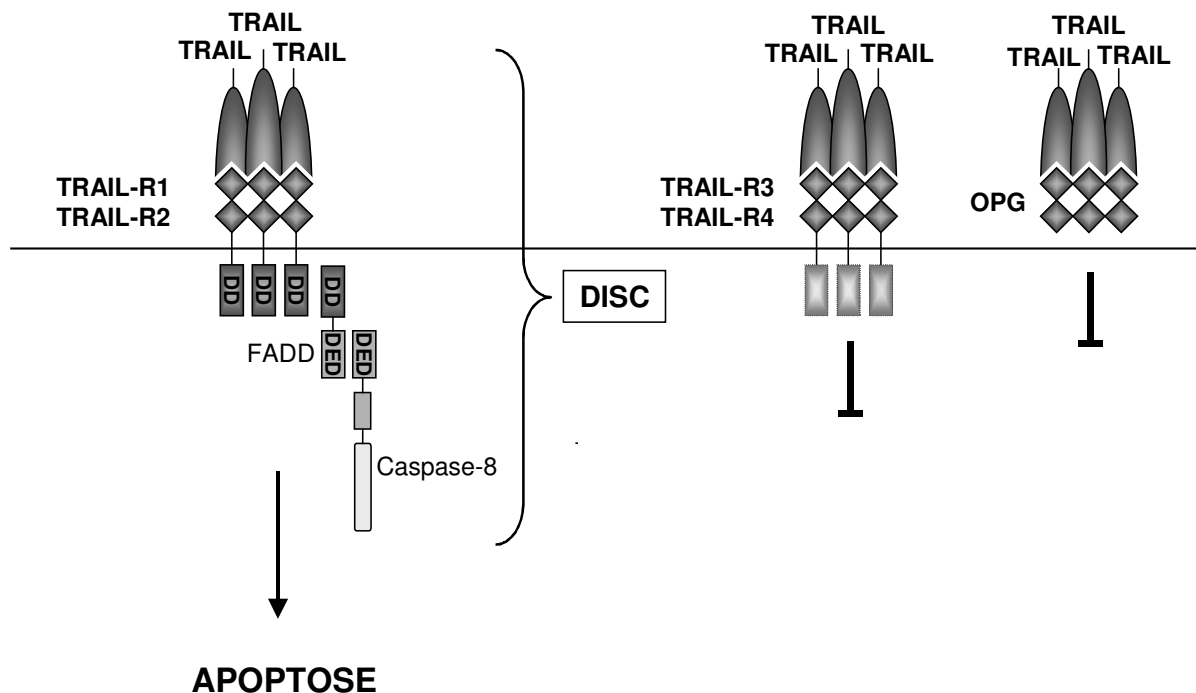 TRAIL
TRAIL TRAIL
TRAIL-R1
TRAIL-R2
DD DD DD DD
FADD
DED DED
Caspase-8
APOPTOSE
DISC
TRAIL
TRAIL TRAIL
TRAIL-R3
TRAIL-R4
TRAIL
TRAIL TRAIL
OPG